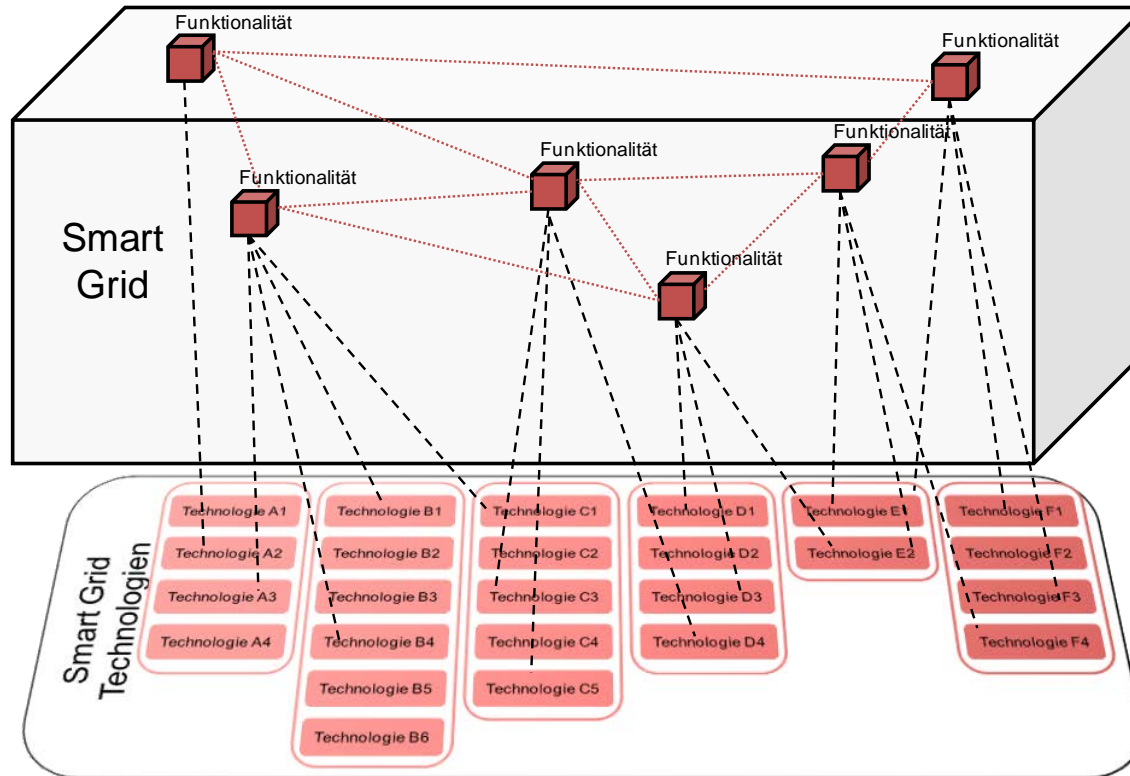 Funktionalität
Funktionalität
Funktionalität
Funktionalität
Funktionalität
Funktionalität
Smart
Grid
Smart Grid
Technologien
Technologie A1
Technologie A2
Technologie A3
Technologie A4
Technologie B1
Technologie B2
Technologie B3
Technologie B4
Technologie B5
Technologie B6
Technologie C1
Technologie C2
Technologie C3
Technologie C4
Technologie C5
Technologie D1
Technologie D2
Technologie D3
Technologie D4
Technologie E1
Technologie E2
Technologie F1
Technologie F2
Technologie F3
Technologie F4